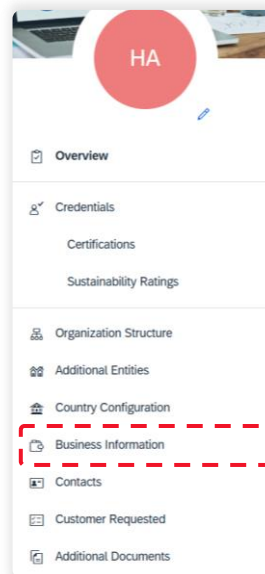 HA
Overview
Credentials
Certifications
Sustainability Ratings
Organization Structure
Additional Entities
Country Configuration
Business Information
Contacts
Customer Requested
Additional Documents